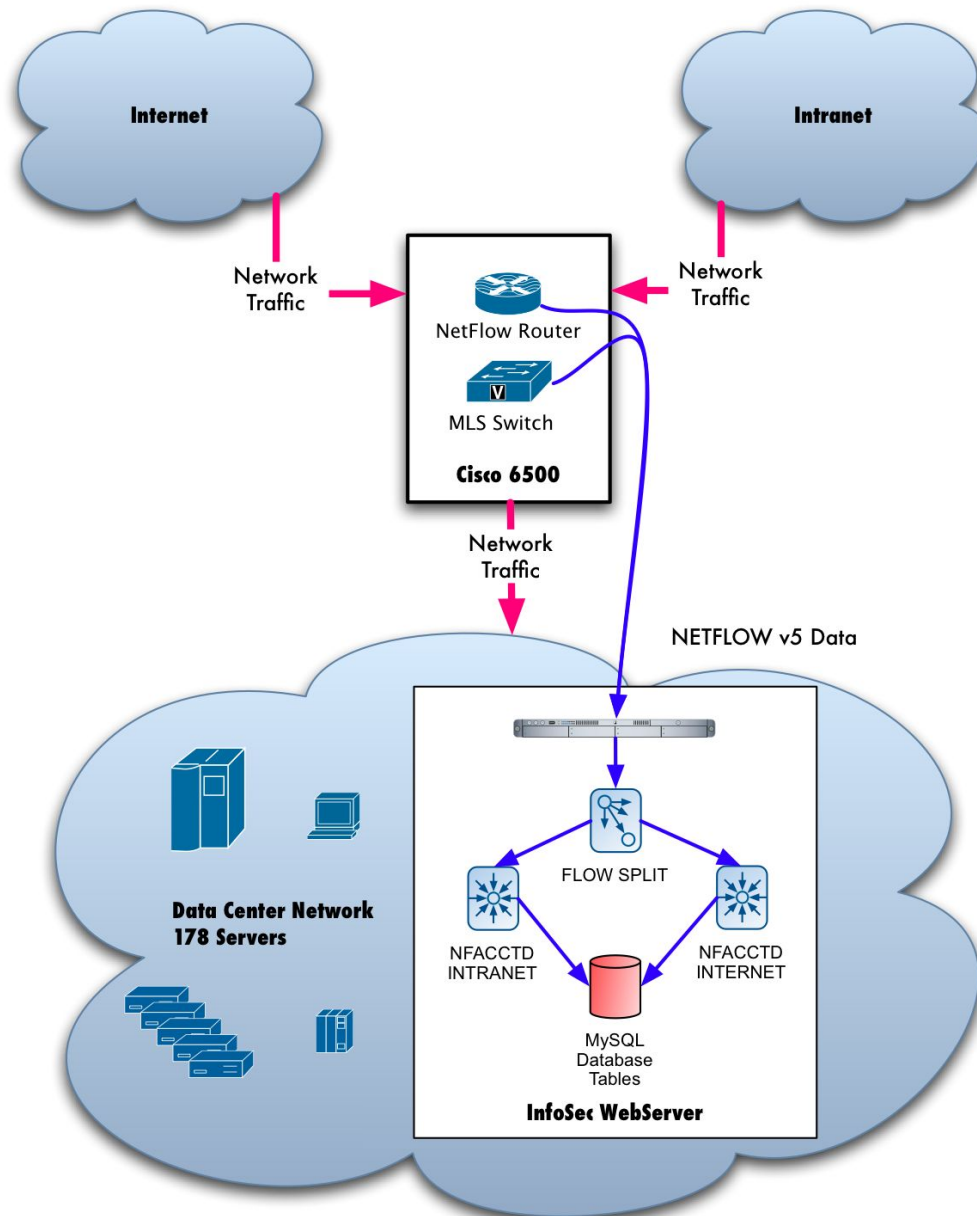 Internet
Intranet
Network
Traffic
Network
Traffic
NetFlow Router
V
MLS Switch
Cisco 6500
Network
Traffic
NETFLOW v5 Data
FLOW SPLIT
Data Center Network
178 Servers
NFACCTD
INTRANET
NFACCTD
INTERNET
MySQL
Database
Tables
InfoSec WebServer